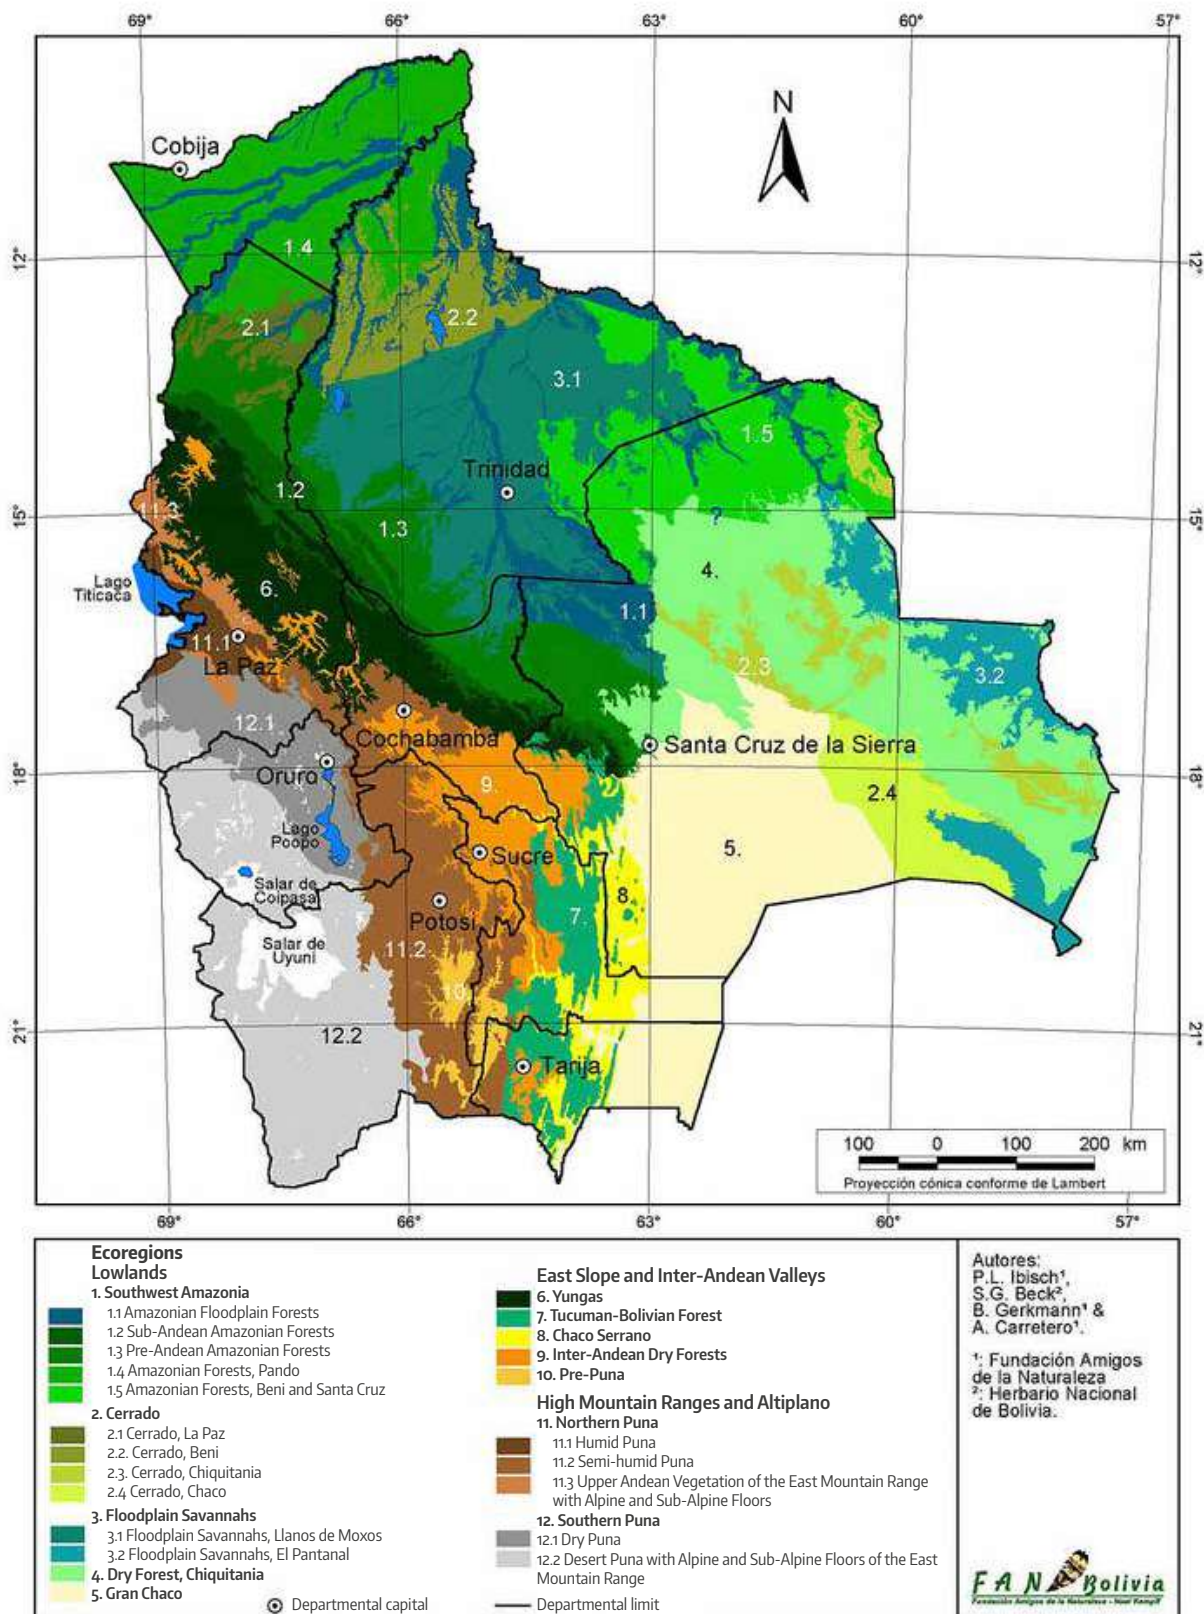 69°
66°
63°
60°
57°
N
Cobija
12°
12°
1.4
2.1
2.2
3.1
1.5
Trinidad
1.2
11.3
15°
15°
?
1.3
4.
Lago
Titicaca
6.
1.1
11.1
La Paz
2.3
3.2
12.1
Cochabamba
Santa Cruz de la Sierra
Oruro
18°
18°
9.
2.4
Lago
Poopo
Sucre
5.
Salar de
Coipasa
8
Potosí
7.
Salar de
Uyuni
11.2
10.
21°
21°
12.2
Tarija
100 0 100 200 km
Proyección cónica conforme de Lambert
69°
66°
63°
60°
57°
Ecoregions
Lowlands
1. Southwest Amazonia
1.1 Amazonian Floodplain Forests
1.2 Sub-Andean Amazonian Forests
1.3 Pre-Andean Amazonian Forests
1.4 Amazonian Forests, Pando
1.5 Amazonian Forests, Beni and Santa Cruz
2. Cerrado
2.1 Cerrado, La Paz
2.2. Cerrado, Beni
2.3. Cerrado, Chiquitania
2.4 Cerrado, Chaco
3. Floodplain Savannahs
3.1 Floodplain Savannahs, Llanos de Moxos
3.2 Floodplain Savannahs, El Pantanal
4. Dry Forest, Chiquitania
5. Gran Chaco
Departmental capital
East Slope and Inter-Andean Valleys
6. Yungas
7. Tucuman-Bolivian Forest
8. Chaco Serrano
9. Inter-Andean Dry Forests
10. Pre-Puna
High Mountain Ranges and Altiplano
11. Northern Puna
11.1 Humid Puna
11.2 Semi-humid Puna
11.3 Upper Andean Vegetation of the East Mountain Range
with Alpine and Sub-Alpine Floors
12. Southern Puna
12.1 Dry Puna
12.2 Desert Puna with Alpine and Sub-Alpine Floors of the East
Mountain Range
Departmental limit
Autores:
P.L. Ibisch¹,
S.G. Beck²,
B. Gerkmann¹ &
A. Carretero¹.
¹: Fundación Amigos
de la Naturaleza
²: Herbario Nacional
de Bolivia.
FAN Bolivia
Fundación Amigos de la Naturaleza - Noel Kempff